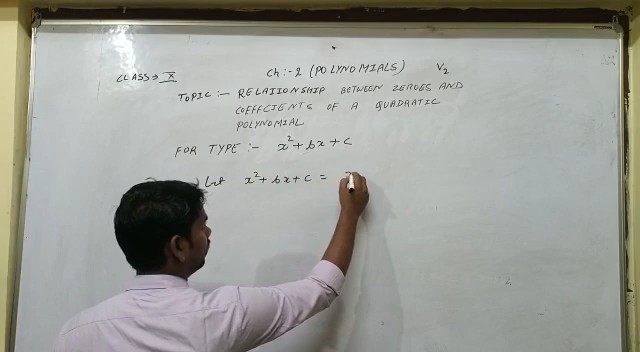 Ch:- 2 (POLYNOMIALS) V2
CLASS → X
TOPIC:- RELATIONSHIP BETWEEN ZEROES AND
COEFFCIENTS OF A QUADRATIC
POLYNOMIAL
FOR TYPE :- x² + bx + c
Let x² + bx + c =